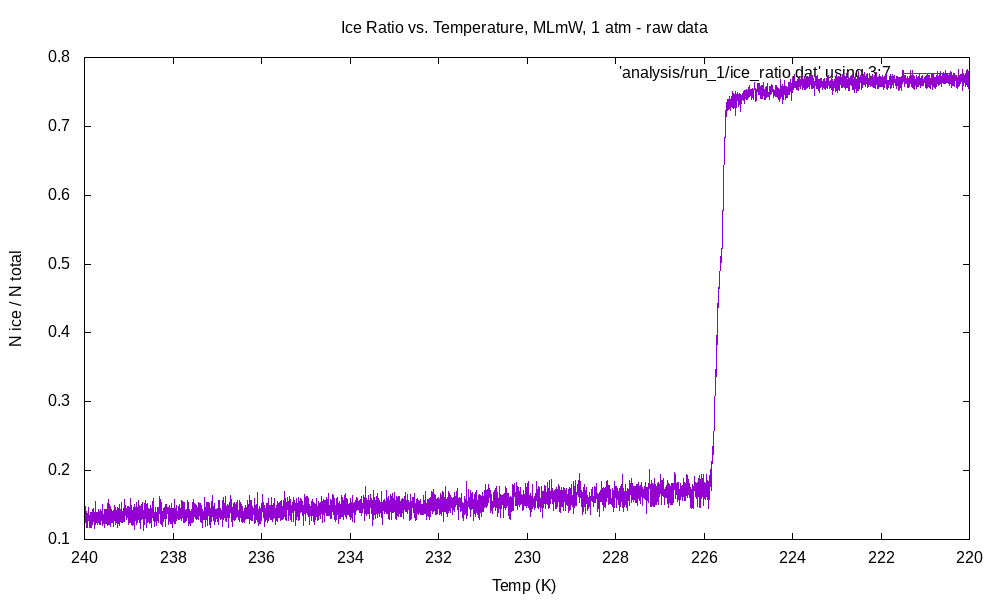 Ice Ratio vs. Temperature, MLmW, 1 atm - raw data
'analysis/run_1/ice_ratio.dat' using 3:7
N ice / N total
0.8
0.7
0.6
0.5
0.4
0.3
0.2
0.1
240 238 236 234 232 230 228 226 224 222 220
Temp (K)